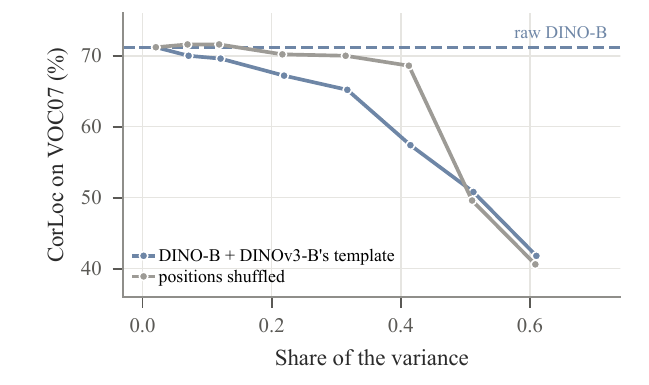 raw DINO-B
CorLoc on VOC07 (%)
70
60
50
40
DINO-B + DINOv3-B's template
positions shuffled
0.0 0.2 0.4 0.6
Share of the variance